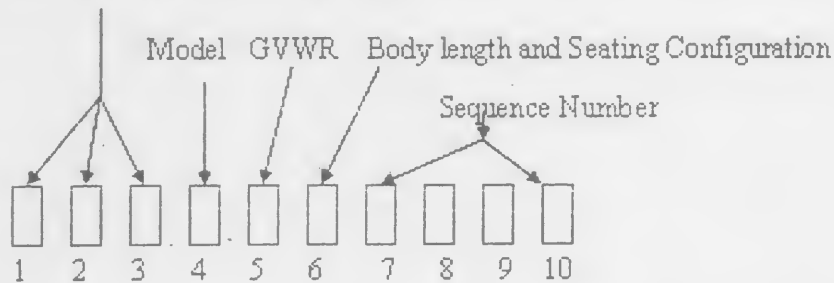 Model GVWR Body length and Seating Configuration
Sequence Number
1 2 3 4 5 6 7 8 9 10